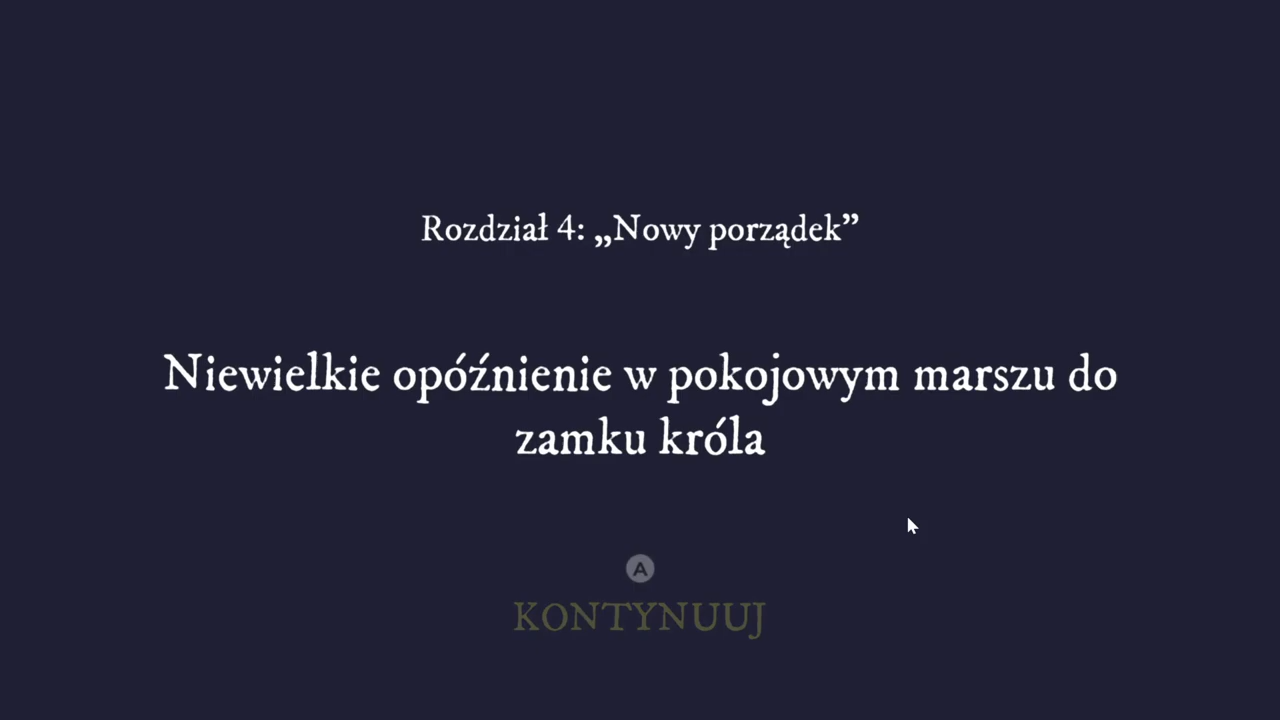 Rozdział 4: „Nowy porządek”
Niewielkie opóźnienie w pokojowym marszu do
zamku króla
A
KONTYNUUJ